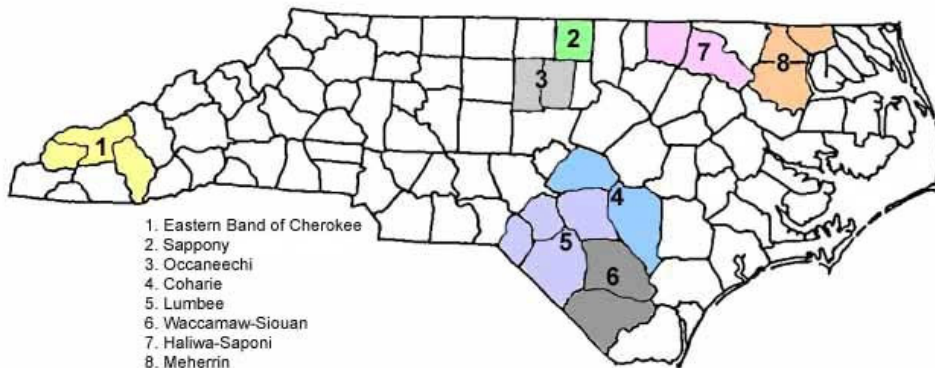 2
7
8
3
1
4
5
6
1. Eastern Band of Cherokee
2. Sappony
3. Occaneechi
4. Coharie
5. Lumbee
6. Waccamaw-Siouan
7. Haliwa-Saponi
8. Meherrin